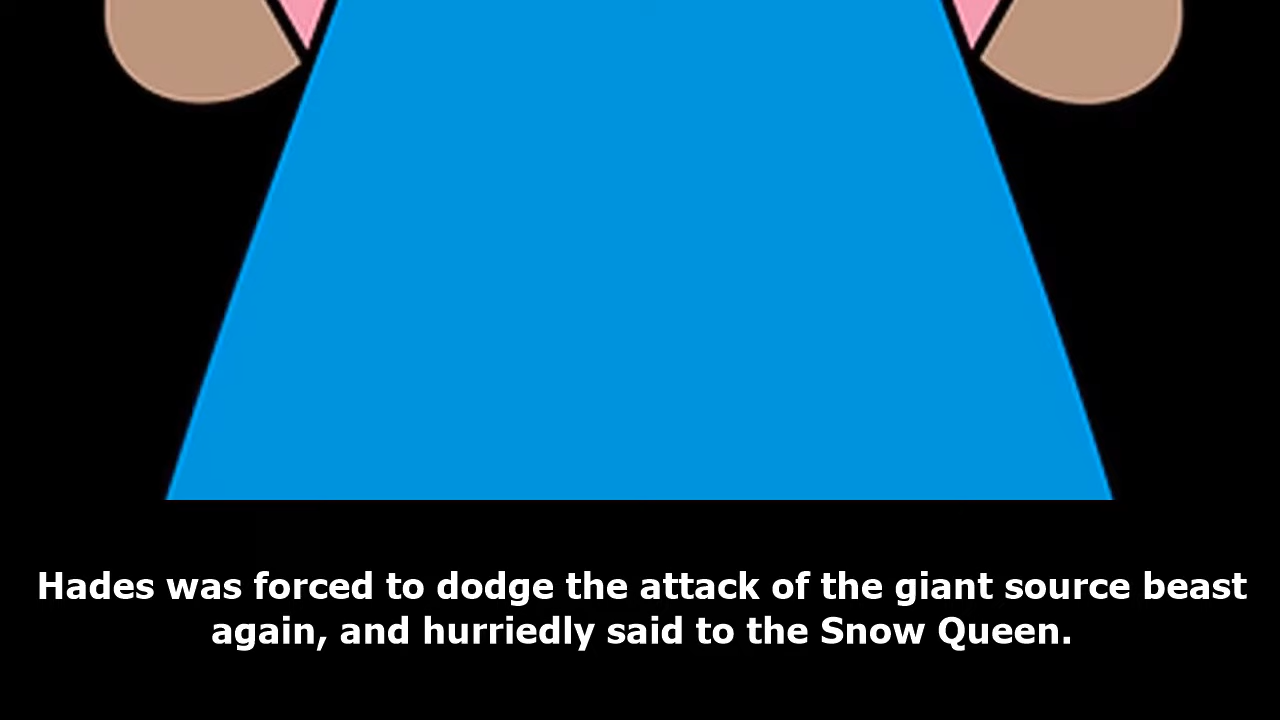 Hades was forced to dodge the attack of the giant source beast
again, and hurriedly said to the Snow Queen.